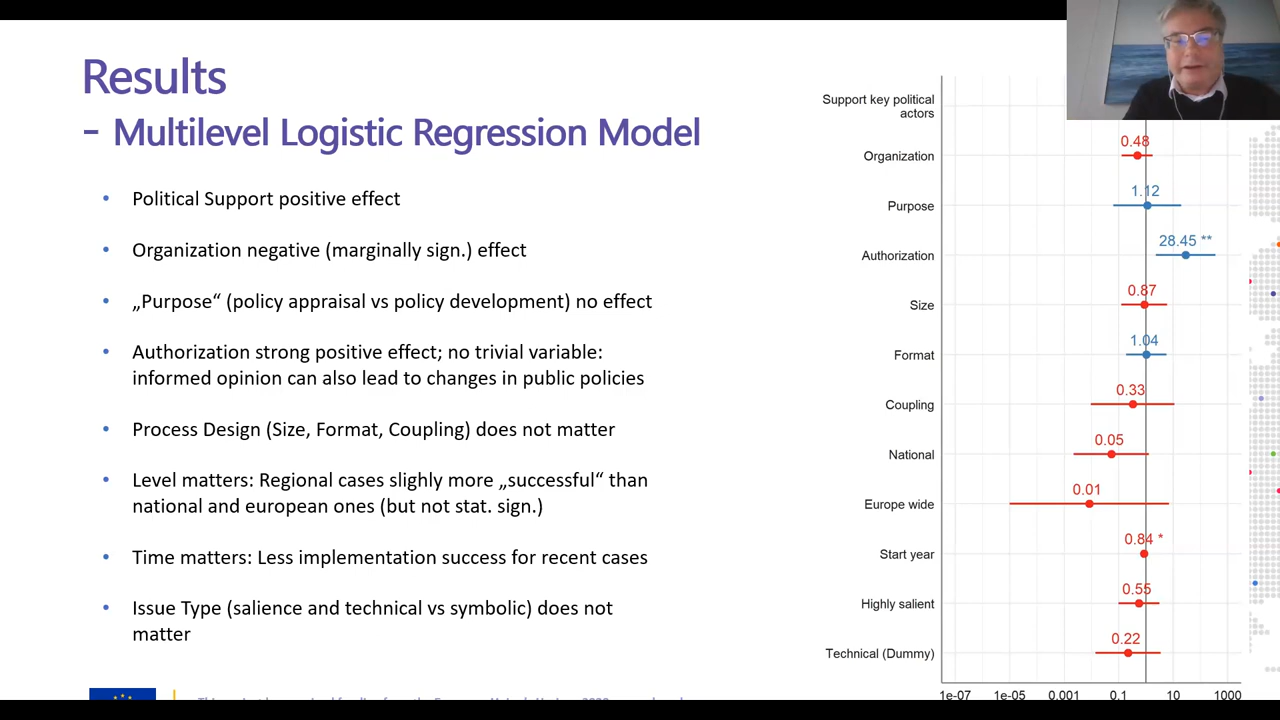 Results
- Multilevel Logistic Regression Model
• Political Support positive effect
• Organization negative (marginally sign.) effect
• „Purpose“ (policy appraisal vs policy development) no effect
• Authorization strong positive effect; no trivial variable:
informed opinion can also lead to changes in public policies
• Process Design (Size, Format, Coupling) does not matter
• Level matters: Regional cases slighly more „successful“ than
national and european ones (but not stat. sign.)
• Time matters: Less implementation success for recent cases
• Issue Type (salience and technical vs symbolic) does not
matter
Support key political
actors
Organization
0.48
Purpose
1.12
Authorization
28.45 **
Size
0.87
Format
1.04
Coupling
0.33
National
0.05
Europe wide
0.01
Start year
0.84 *
Highly salient
0.55
Technical (Dummy)
0.22
1e-07 1e-05 0.001 0.1 10 1000